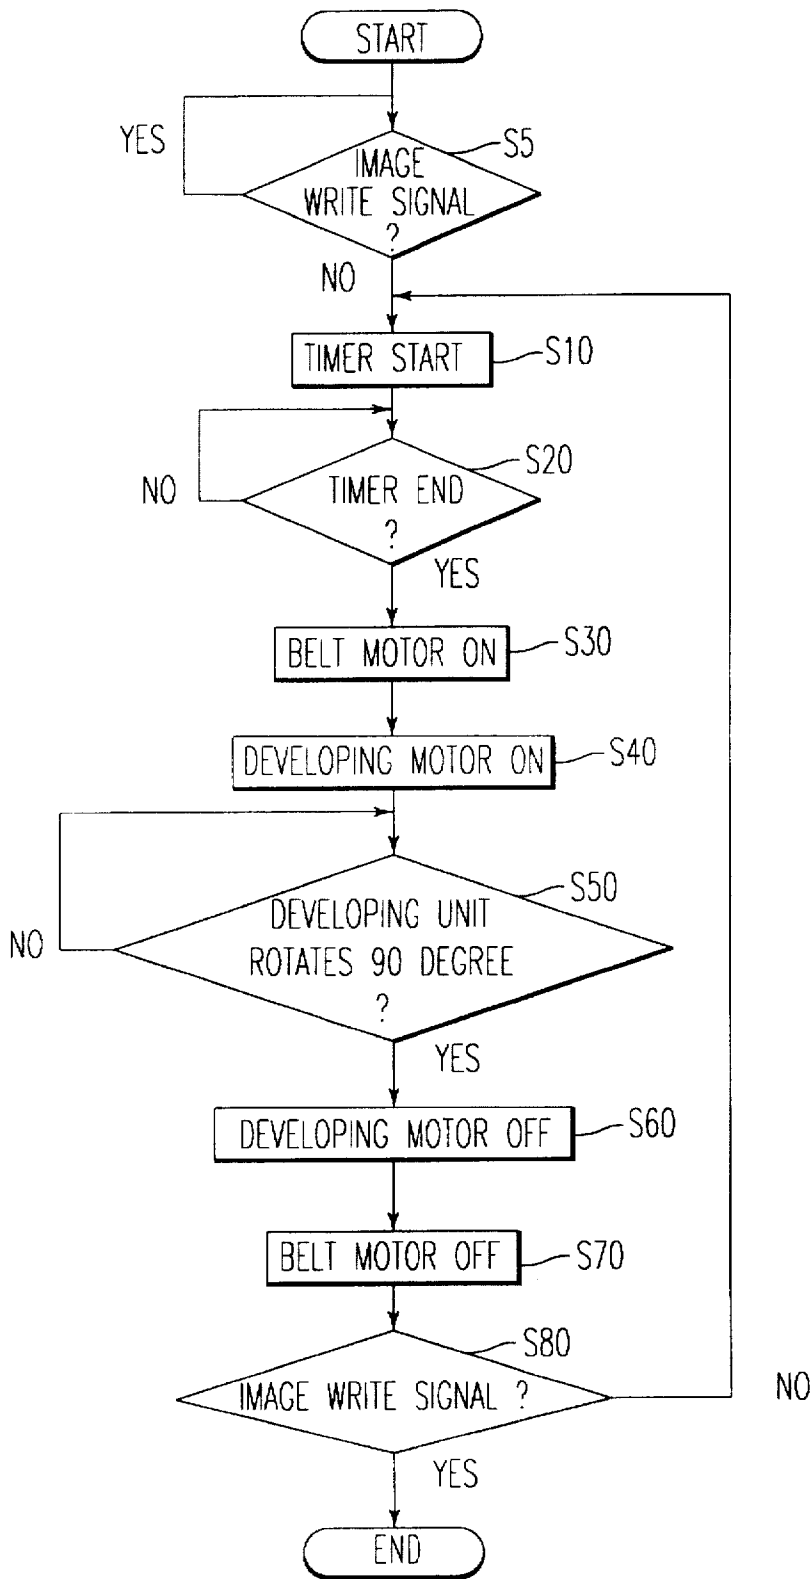 START
YES
S5
IMAGE
WRITE SIGNAL
?
NO
TIMER START
S10
S20
NO
TIMER END
?
YES
BELT MOTOR ON
S30
DEVELOPING MOTOR ON
S40
S50
DEVELOPING UNIT
NO
ROTATES 90 DEGREE
?
YES
DEVELOPING MOTOR OFF
S60
BELT MOTOR OFF
S70
S80
IMAGE WRITE SIGNAL ?
NO
YES
END